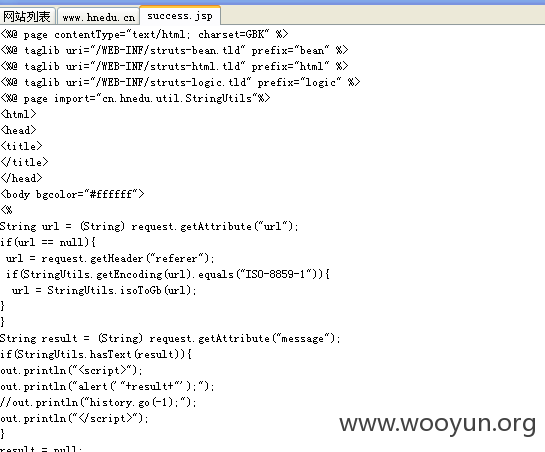 网站列表 www.hnedu.cn success.jsp
<%@ page contentType="text/html; charset=GBK" %>
<%@ taglib uri="/WEB-INF/struts-bean.tld" prefix="bean" %>
<%@ taglib uri="/WEB-INF/struts-html.tld" prefix="html" %>
<%@ taglib uri="/WEB-INF/struts-logic.tld" prefix="logic" %>
<%@ page import="cn.hnedu.util.StringUtils"%>
<html>
<head>
<title>
</title>
</head>
<body bgcolor="#ffffff">
<%
String url = (String) request.getAttribute("url");
if(url == null){
url = request.getHeader("referer");
if(StringUtils.getEncoding(url).equals("ISO-8859-1")){
url = StringUtils.isoToGb(url);
}
}
String result = (String) request.getAttribute("message");
if(StringUtils.hasText(result)){
out.println("<script>");
out.println("alert('"+result+"');");
//out.println("history.go(-1);");
out.println("</script>");
}
result = null;
www.wooyun.org